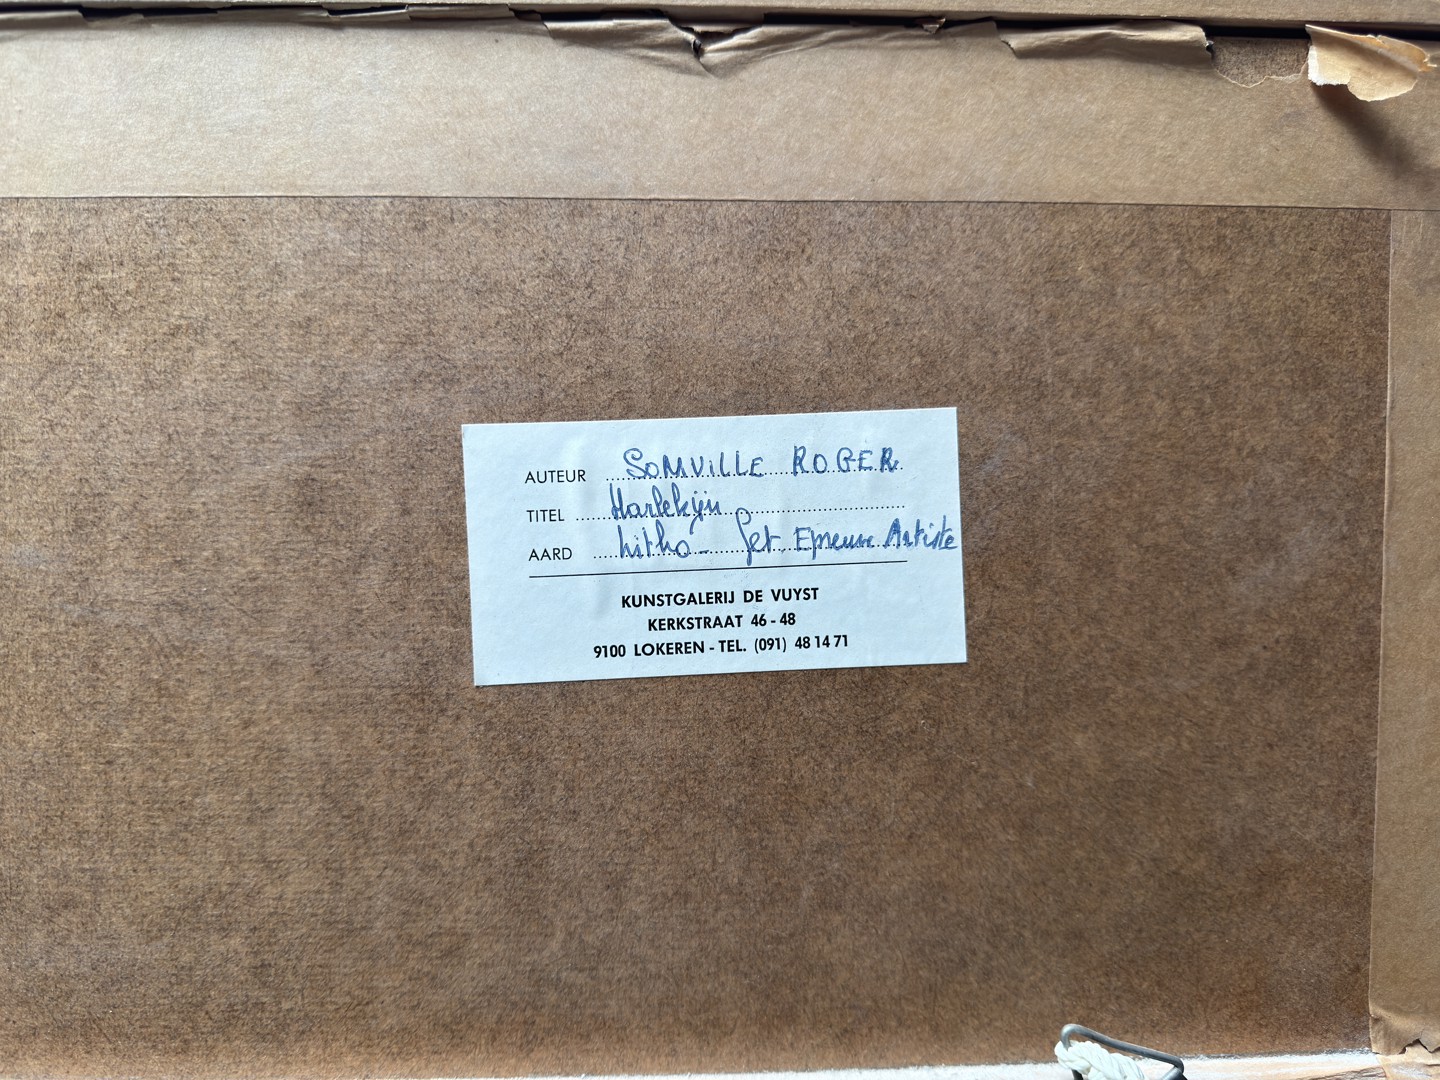 AUTEUR SOMVILLE ROGER
TITEL Harlekijn
AARD Litho - Get. Epreuve Artiste
KUNSTGALERIJ DE VUYST
KERKSTRAAT 46 - 48
9100 LOKEREN - TEL. (091) 48 14 71